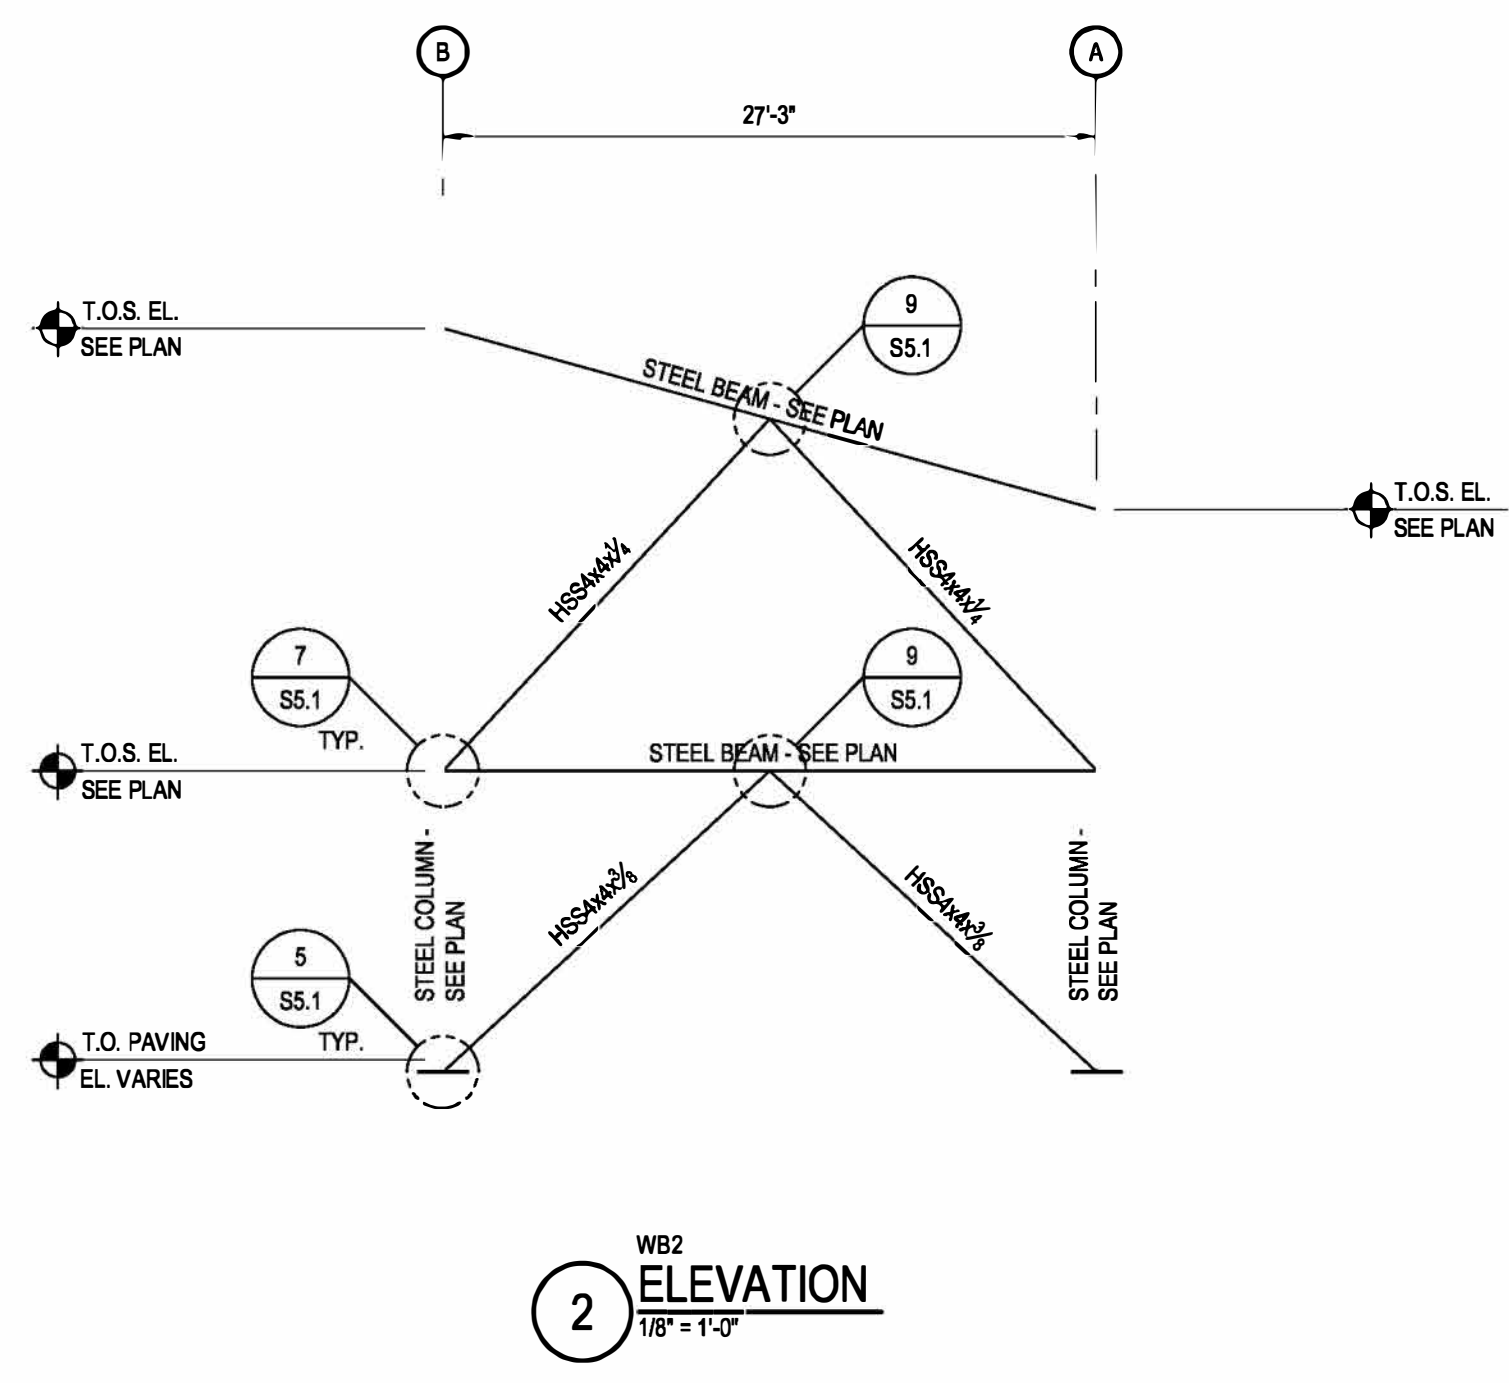 B
A
27'-3"
9
S5.1
T.O.S. EL.
SEE PLAN
STEEL BEAM - SEE PLAN
T.O.S. EL.
SEE PLAN
HSS4x4x1/4
HSS4x4x1/4
7
S5.1
TYP.
9
S5.1
T.O.S. EL.
SEE PLAN
STEEL BEAM - SEE PLAN
STEEL COLUMN -
SEE PLAN
HSS4x4x3/8
HSS4x4x3/8
STEEL COLUMN -
SEE PLAN
5
S5.1
TYP.
T.O. PAVING
EL. VARIES
WB2
2
ELEVATION
1/8" = 1'-0"